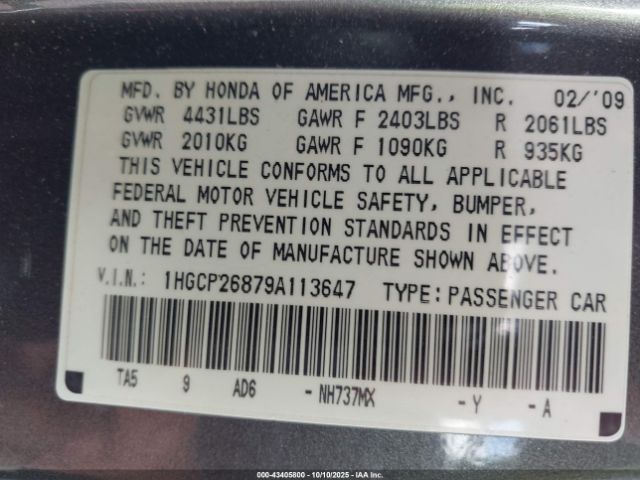 MFD. BY HONDA OF AMERICA MFG., INC. 02/'09
GVWR 4431LBS GAWR F 2403LBS R 2061LBS
GVWR 2010KG GAWR F 1090KG R 935KG
THIS VEHICLE CONFORMS TO ALL APPLICABLE
FEDERAL MOTOR VEHICLE SAFETY, BUMPER,
AND THEFT PREVENTION STANDARDS IN EFFECT
ON THE DATE OF MANUFACTURE SHOWN ABOVE.
V.I.N.: 1HGCP26879A113647 TYPE:PASSENGER CAR
TA5 9 AD6 -NH737MX -Y -A
000-43405800 - 10/10/2025 - IAA Inc.